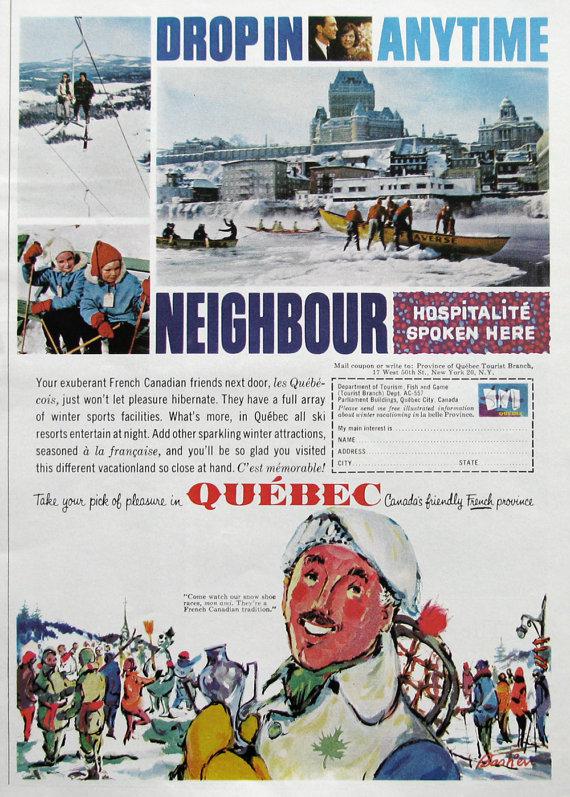 DROP IN ANYTIME
TRAVERSE
NEIGHBOUR
HOSPITALITÉ
SPOKEN HERE
Your exuberant French Canadian friends next door, les Québé-
cois, just won't let pleasure hibernate. They have a full array
of winter sports facilities. What's more, in Québec all ski
resorts entertain at night. Add other sparkling winter attractions,
seasoned à la française, and you'll be so glad you visited
this different vacationland so close at hand. C'est mémorable!
Mail coupon or write to: Province of Québec Tourist Branch,
17 West 50th St., New York 20, N.Y.
Department of Tourism, Fish and Game
(Tourist Branch) Dept. AG-557
Parliament Buildings, Québec City, Canada
Please send me free illustrated information
about winter vacationing in la belle Province.
SKI
QUÉBEC
My main interest is
NAME
ADDRESS
CITY STATE
Take your pick of pleasure in QUÉBEC Canada's friendly French province
"Come watch our snow shoe
races, mon ami. They're a
French Canadian tradition."